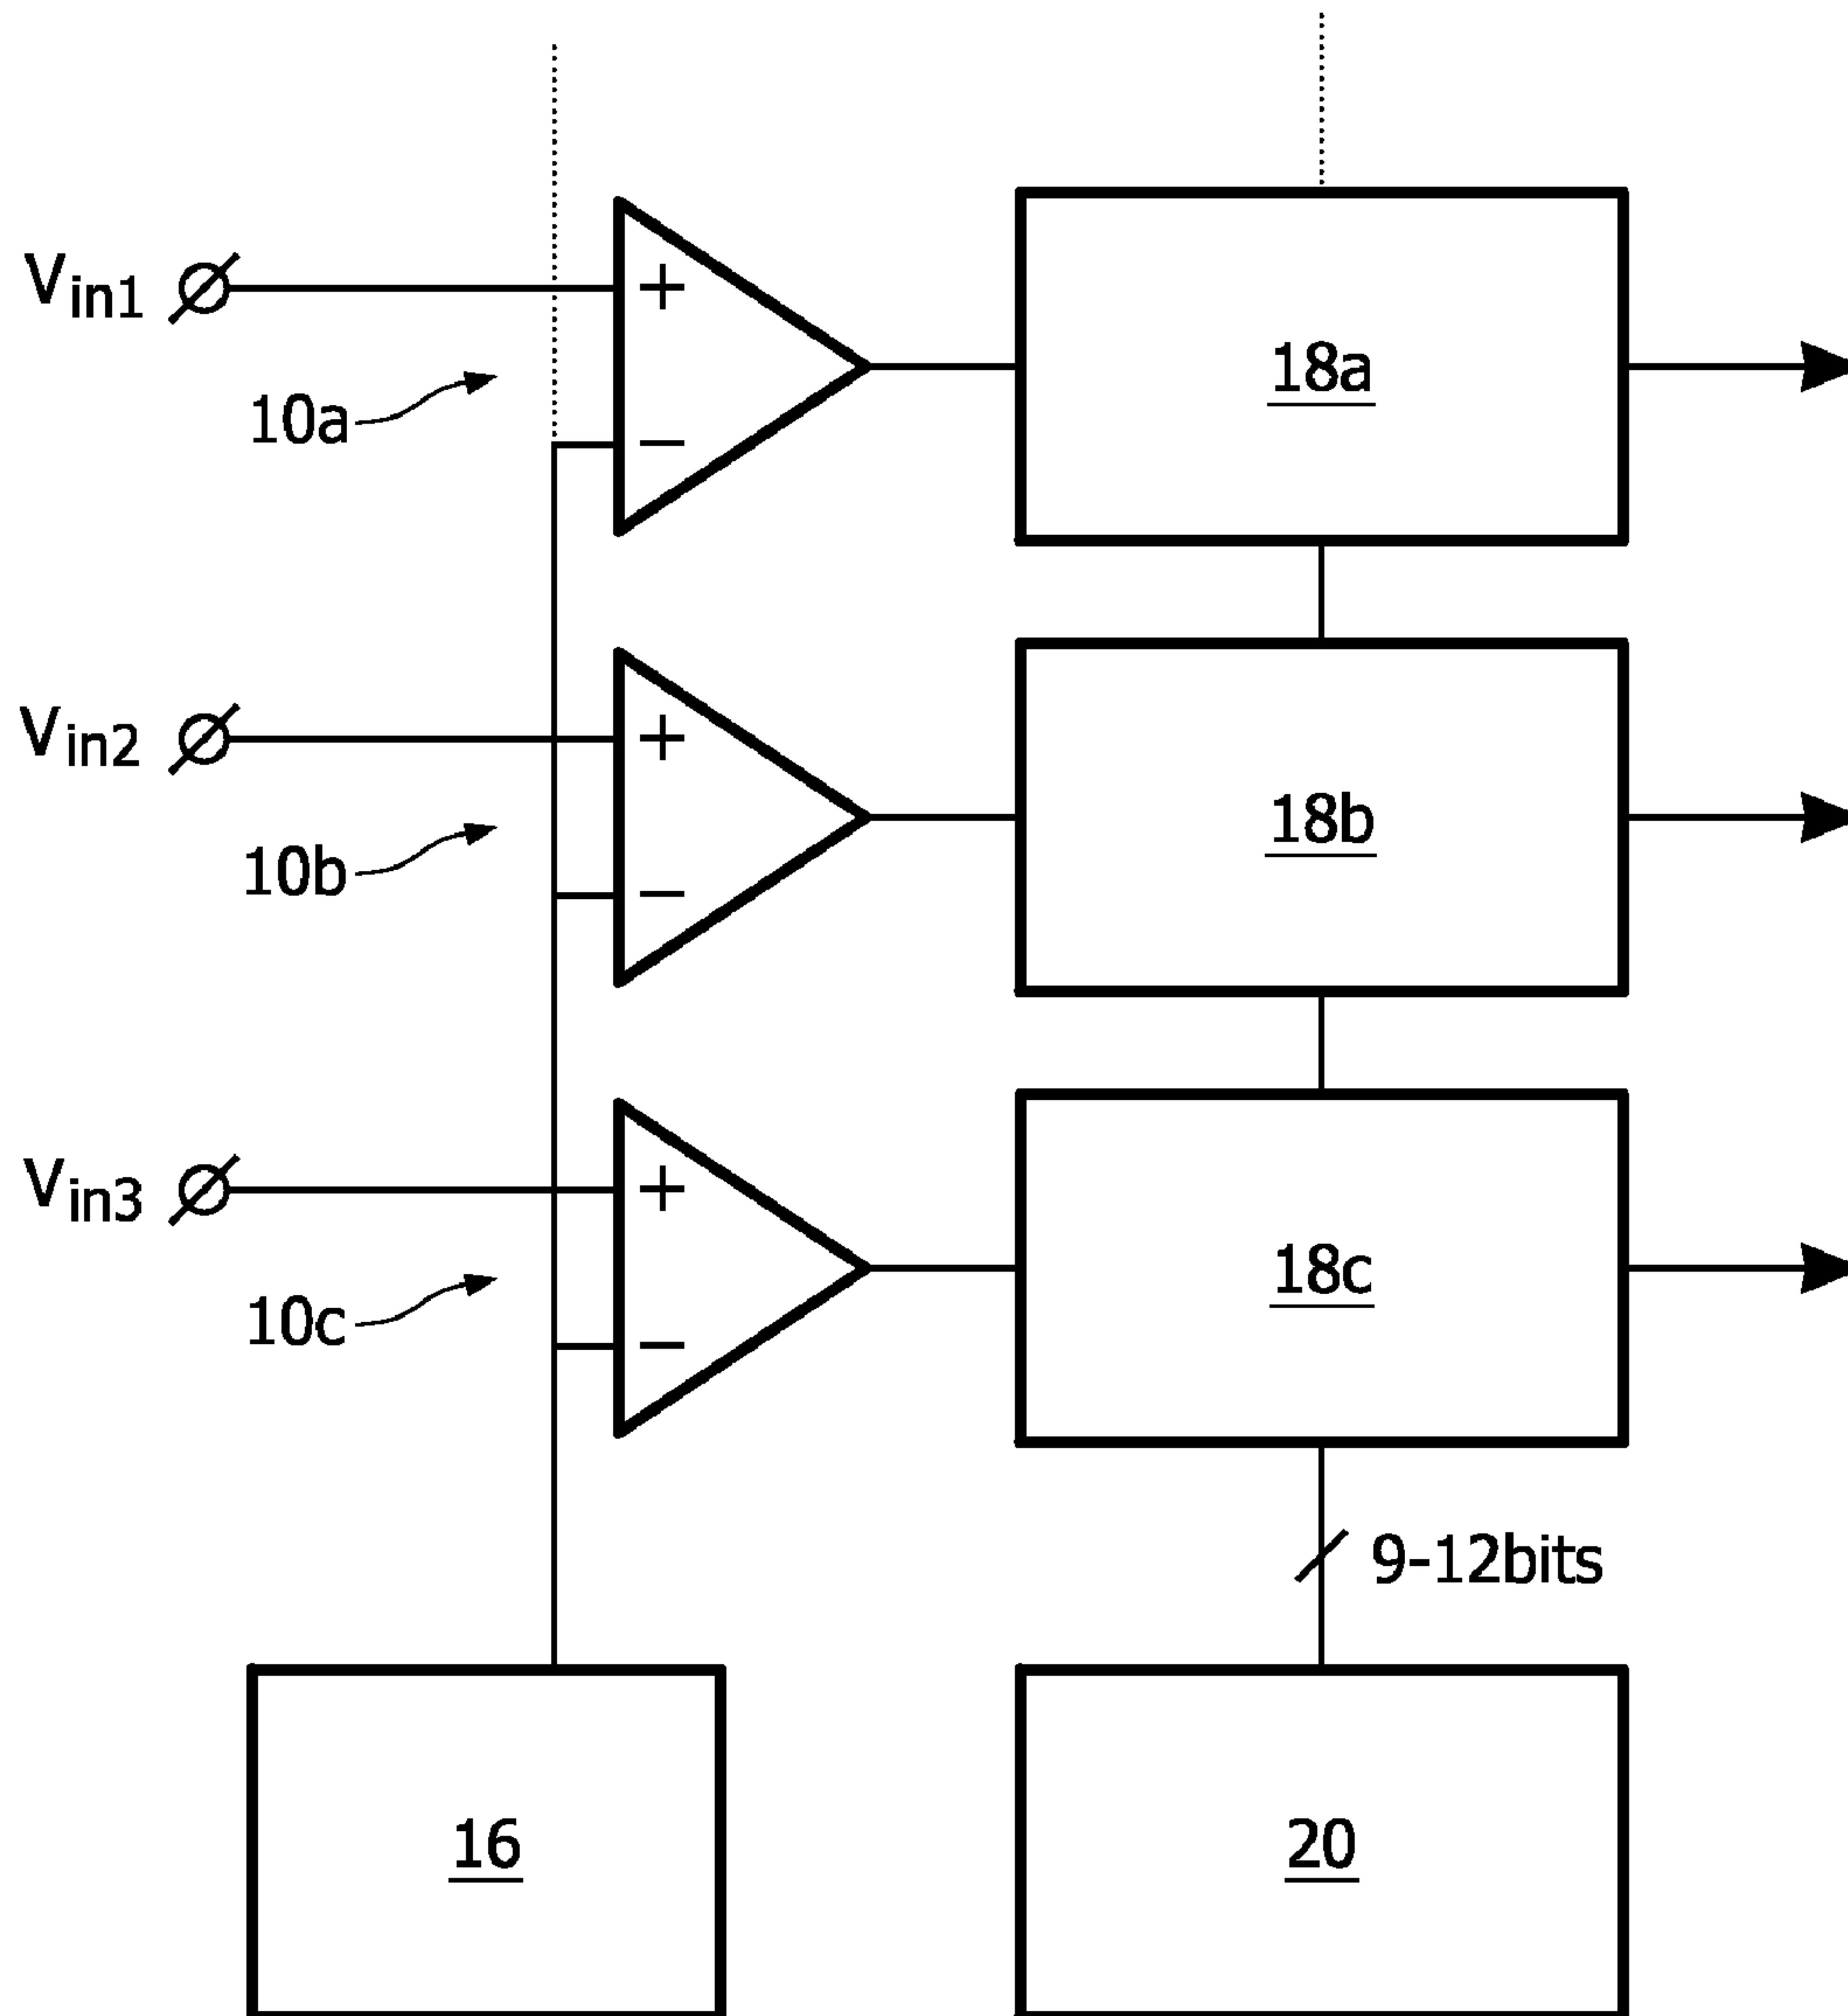 Vin1
+
10a
−
18a
Vin2
+
10b
−
18b
Vin3
+
10c
−
18c
9-12bits
16
20